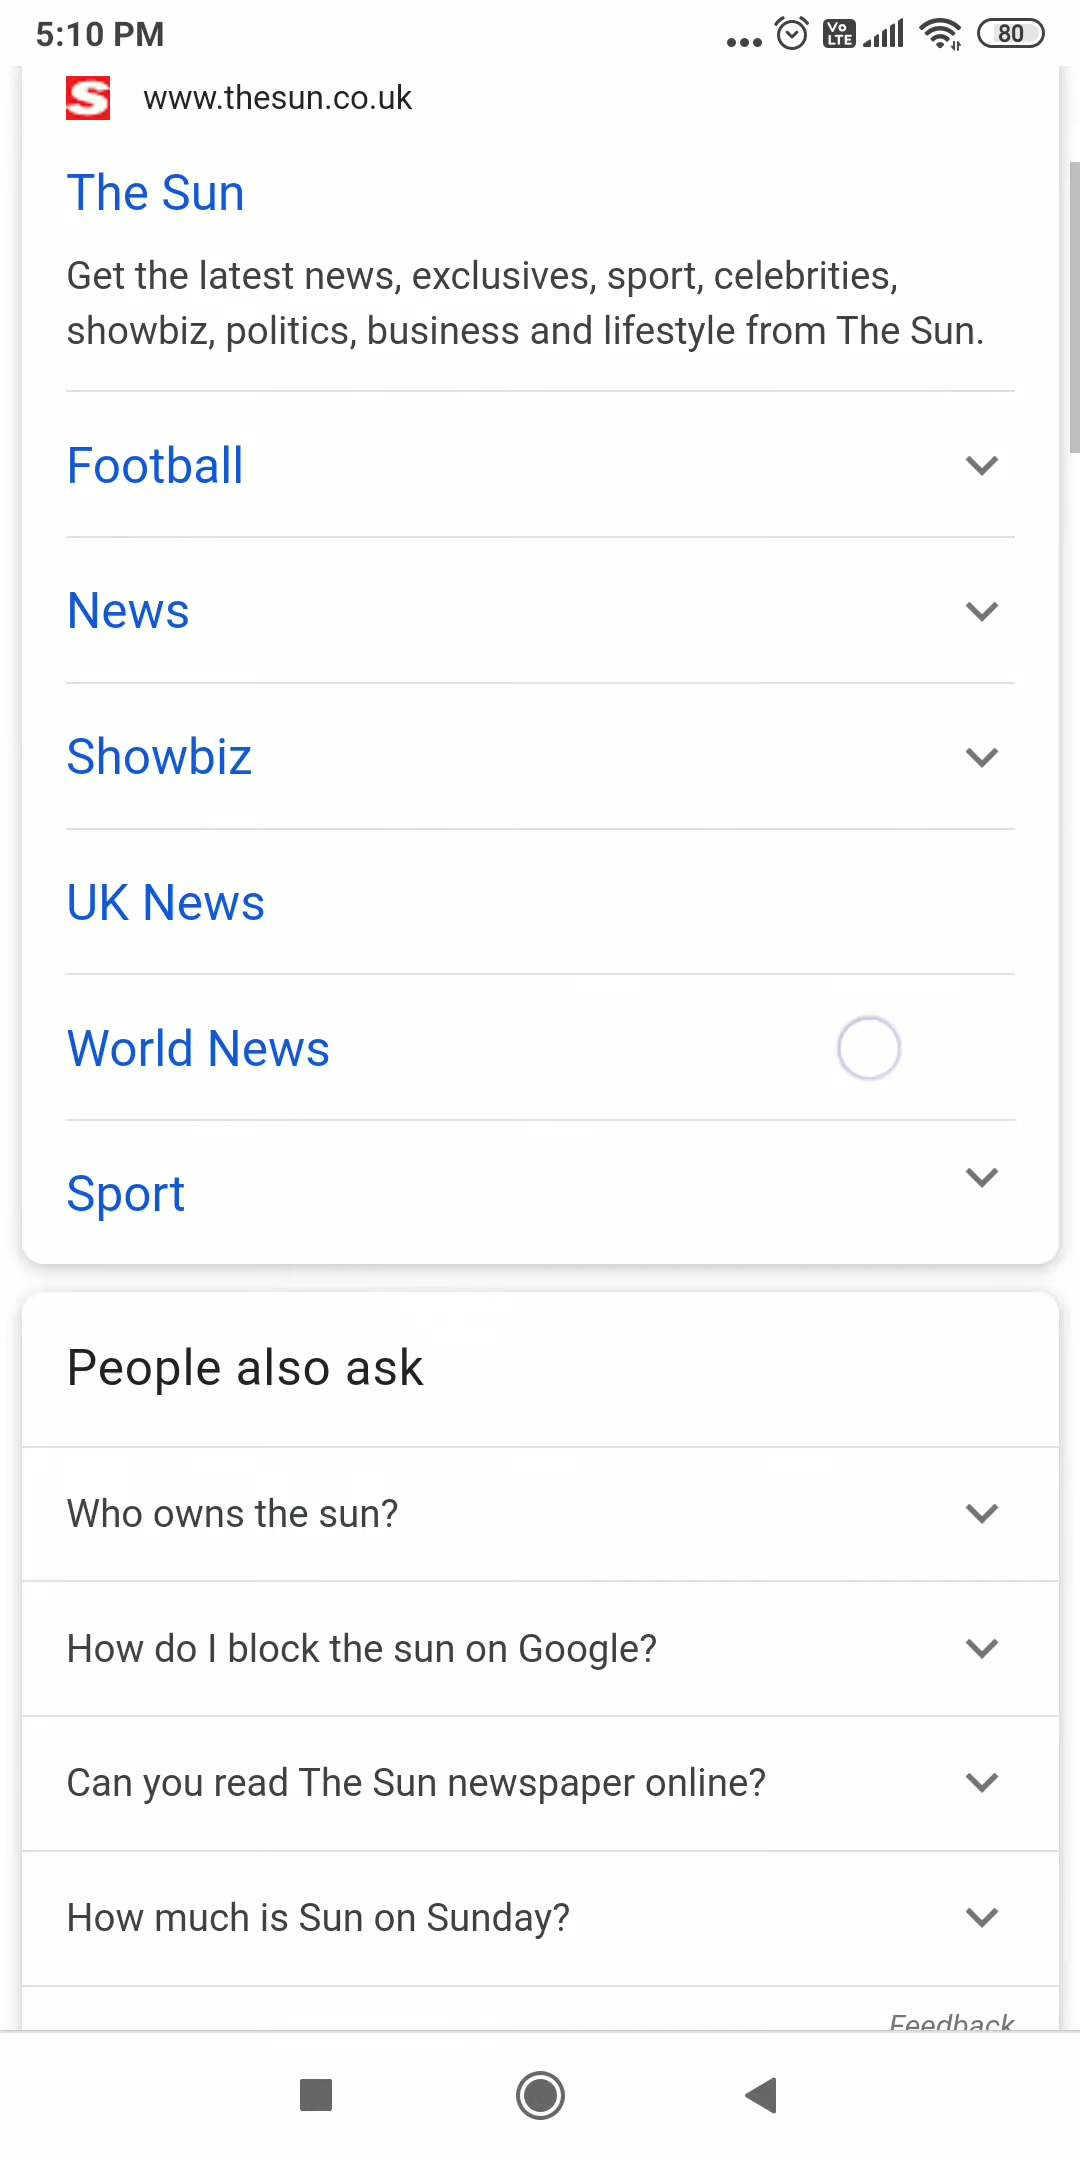 5:10 PM
Vo
LTE
80
S
www.thesun.co.uk
The Sun
Get the latest news, exclusives, sport, celebrities,
showbiz, politics, business and lifestyle from The Sun.
Football
News
Showbiz
UK News
World News
Sport
People also ask
Who owns the sun?
How do I block the sun on Google?
Can you read The Sun newspaper online?
How much is Sun on Sunday?
Feedback